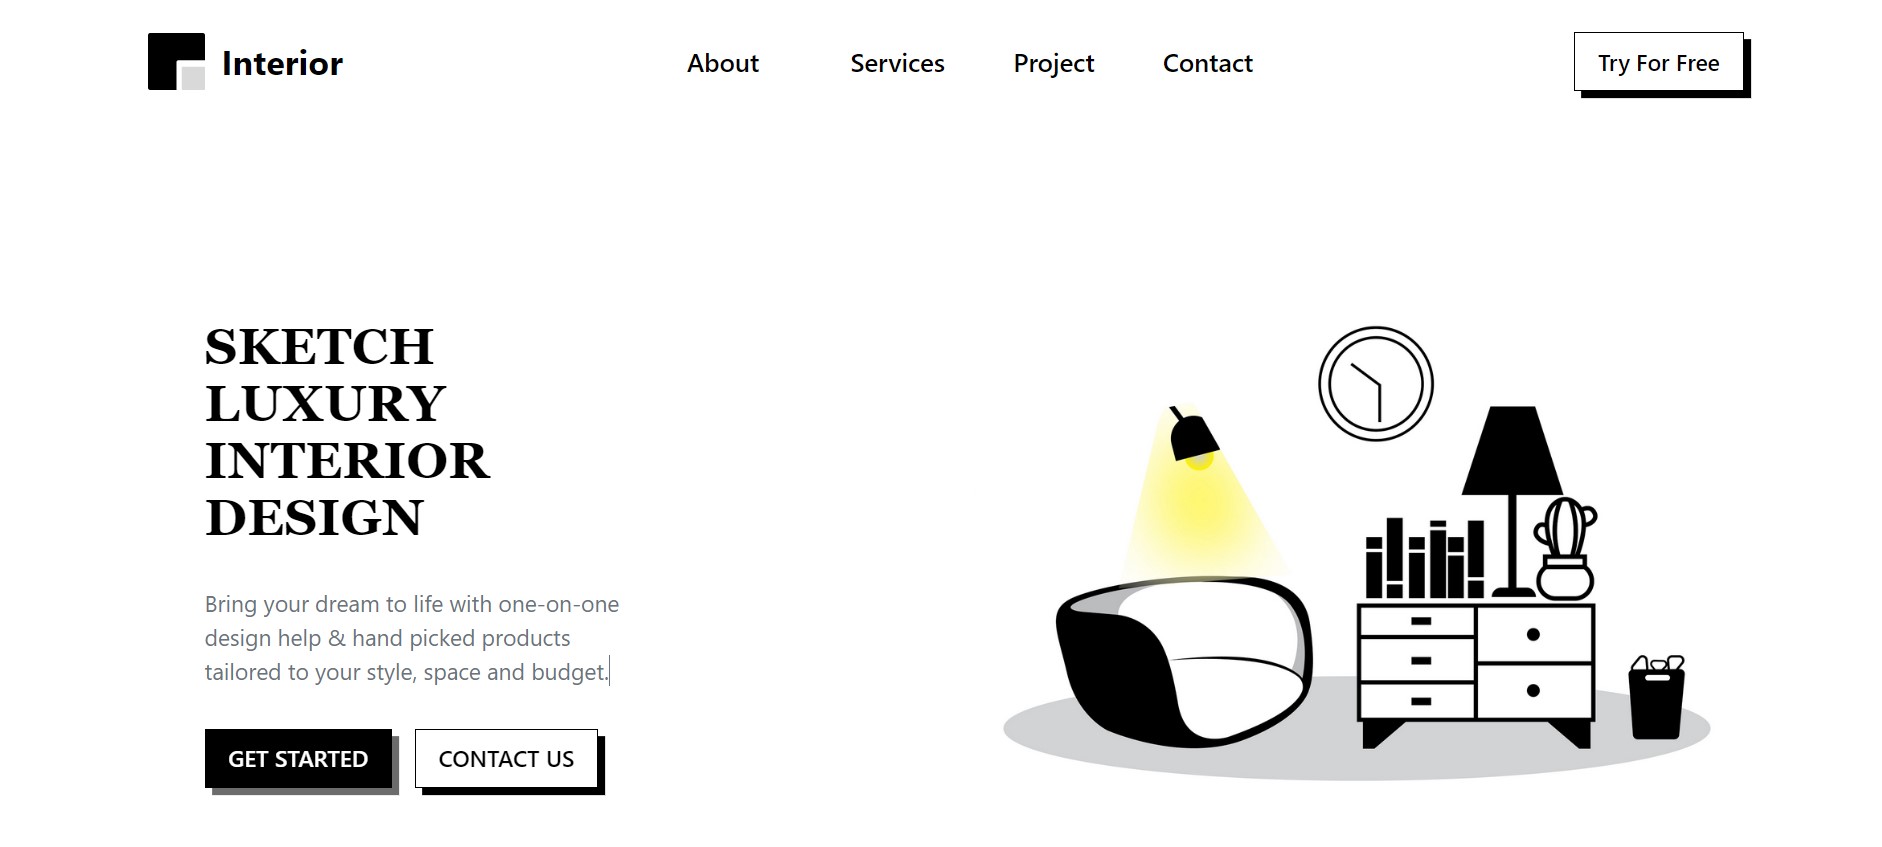 Interior
About
Services
Project
Contact
Try For Free
SKETCH
LUXURY
INTERIOR
DESIGN
Bring your dream to life with one-on-one
design help & hand picked products
tailored to your style, space and budget.
GET STARTED
CONTACT US